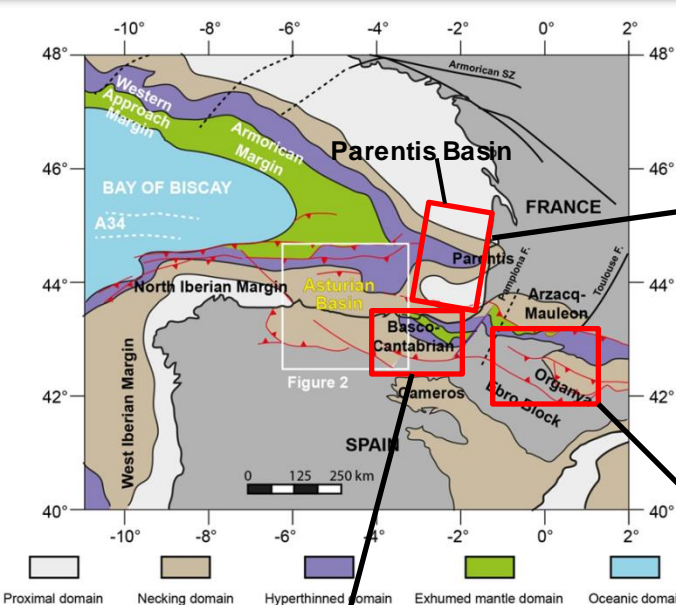 -10° -8° -6° -4° -2° 0° 2°
48° 48°
Armorican SZ
Western
Approach
Margin
Armorican
Margin
Parentis Basin
46° 46°
BAY OF BISCAY
FRANCE
A34
Parentis
Pamplona F.
Toulouse F.
44° 44°
North Iberian Margin
Asturian
Basin
Arzacq-
Mauleon
Basco-
Cantabrian
Figure 2
West Iberian Margin
42° 42°
Organya
Ebro Block
Cameros
SPAIN
0 125 250 km
40° 40°
-10° -8° -6° -4° -2° 0° 2°
Proximal domain Necking domain Hyperthinned domain Exhumed mantle domain Oceanic domai